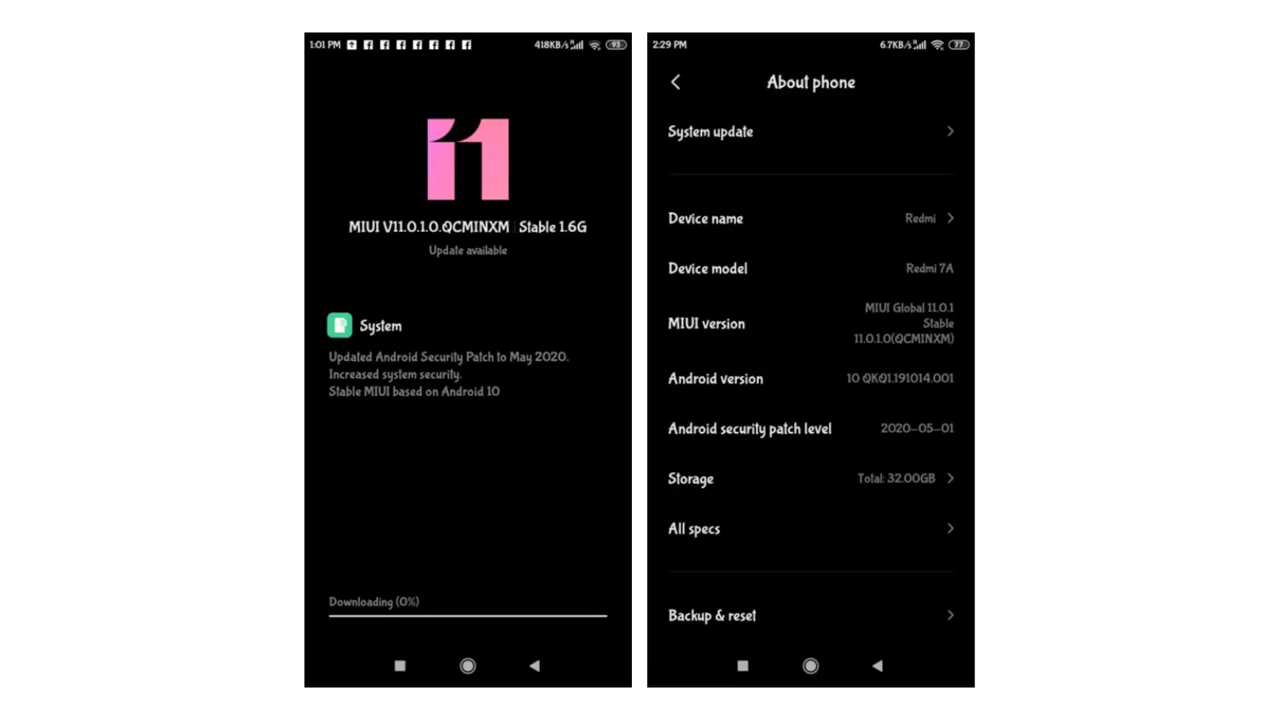 1:01 PM 418KB/s 93
11
MIUI V11.0.1.0.QCMINXM | Stable 1.6G
Update available
System
Updated Android Security Patch to May 2020.
Increased system security.
Stable MIUI based on Android 10
Downloading (0%)
2:29 PM 6.7KB/s 77
About phone
System update
Device name Redmi
Device model Redmi 7A
MIUI version MIUI Global 11.0.1
Stable
11.0.1.0(QCMINXM)
Android version 10 QKQ1.191014.001
Android security patch level 2020-05-01
Storage Total: 32.00GB
All specs
Backup & reset